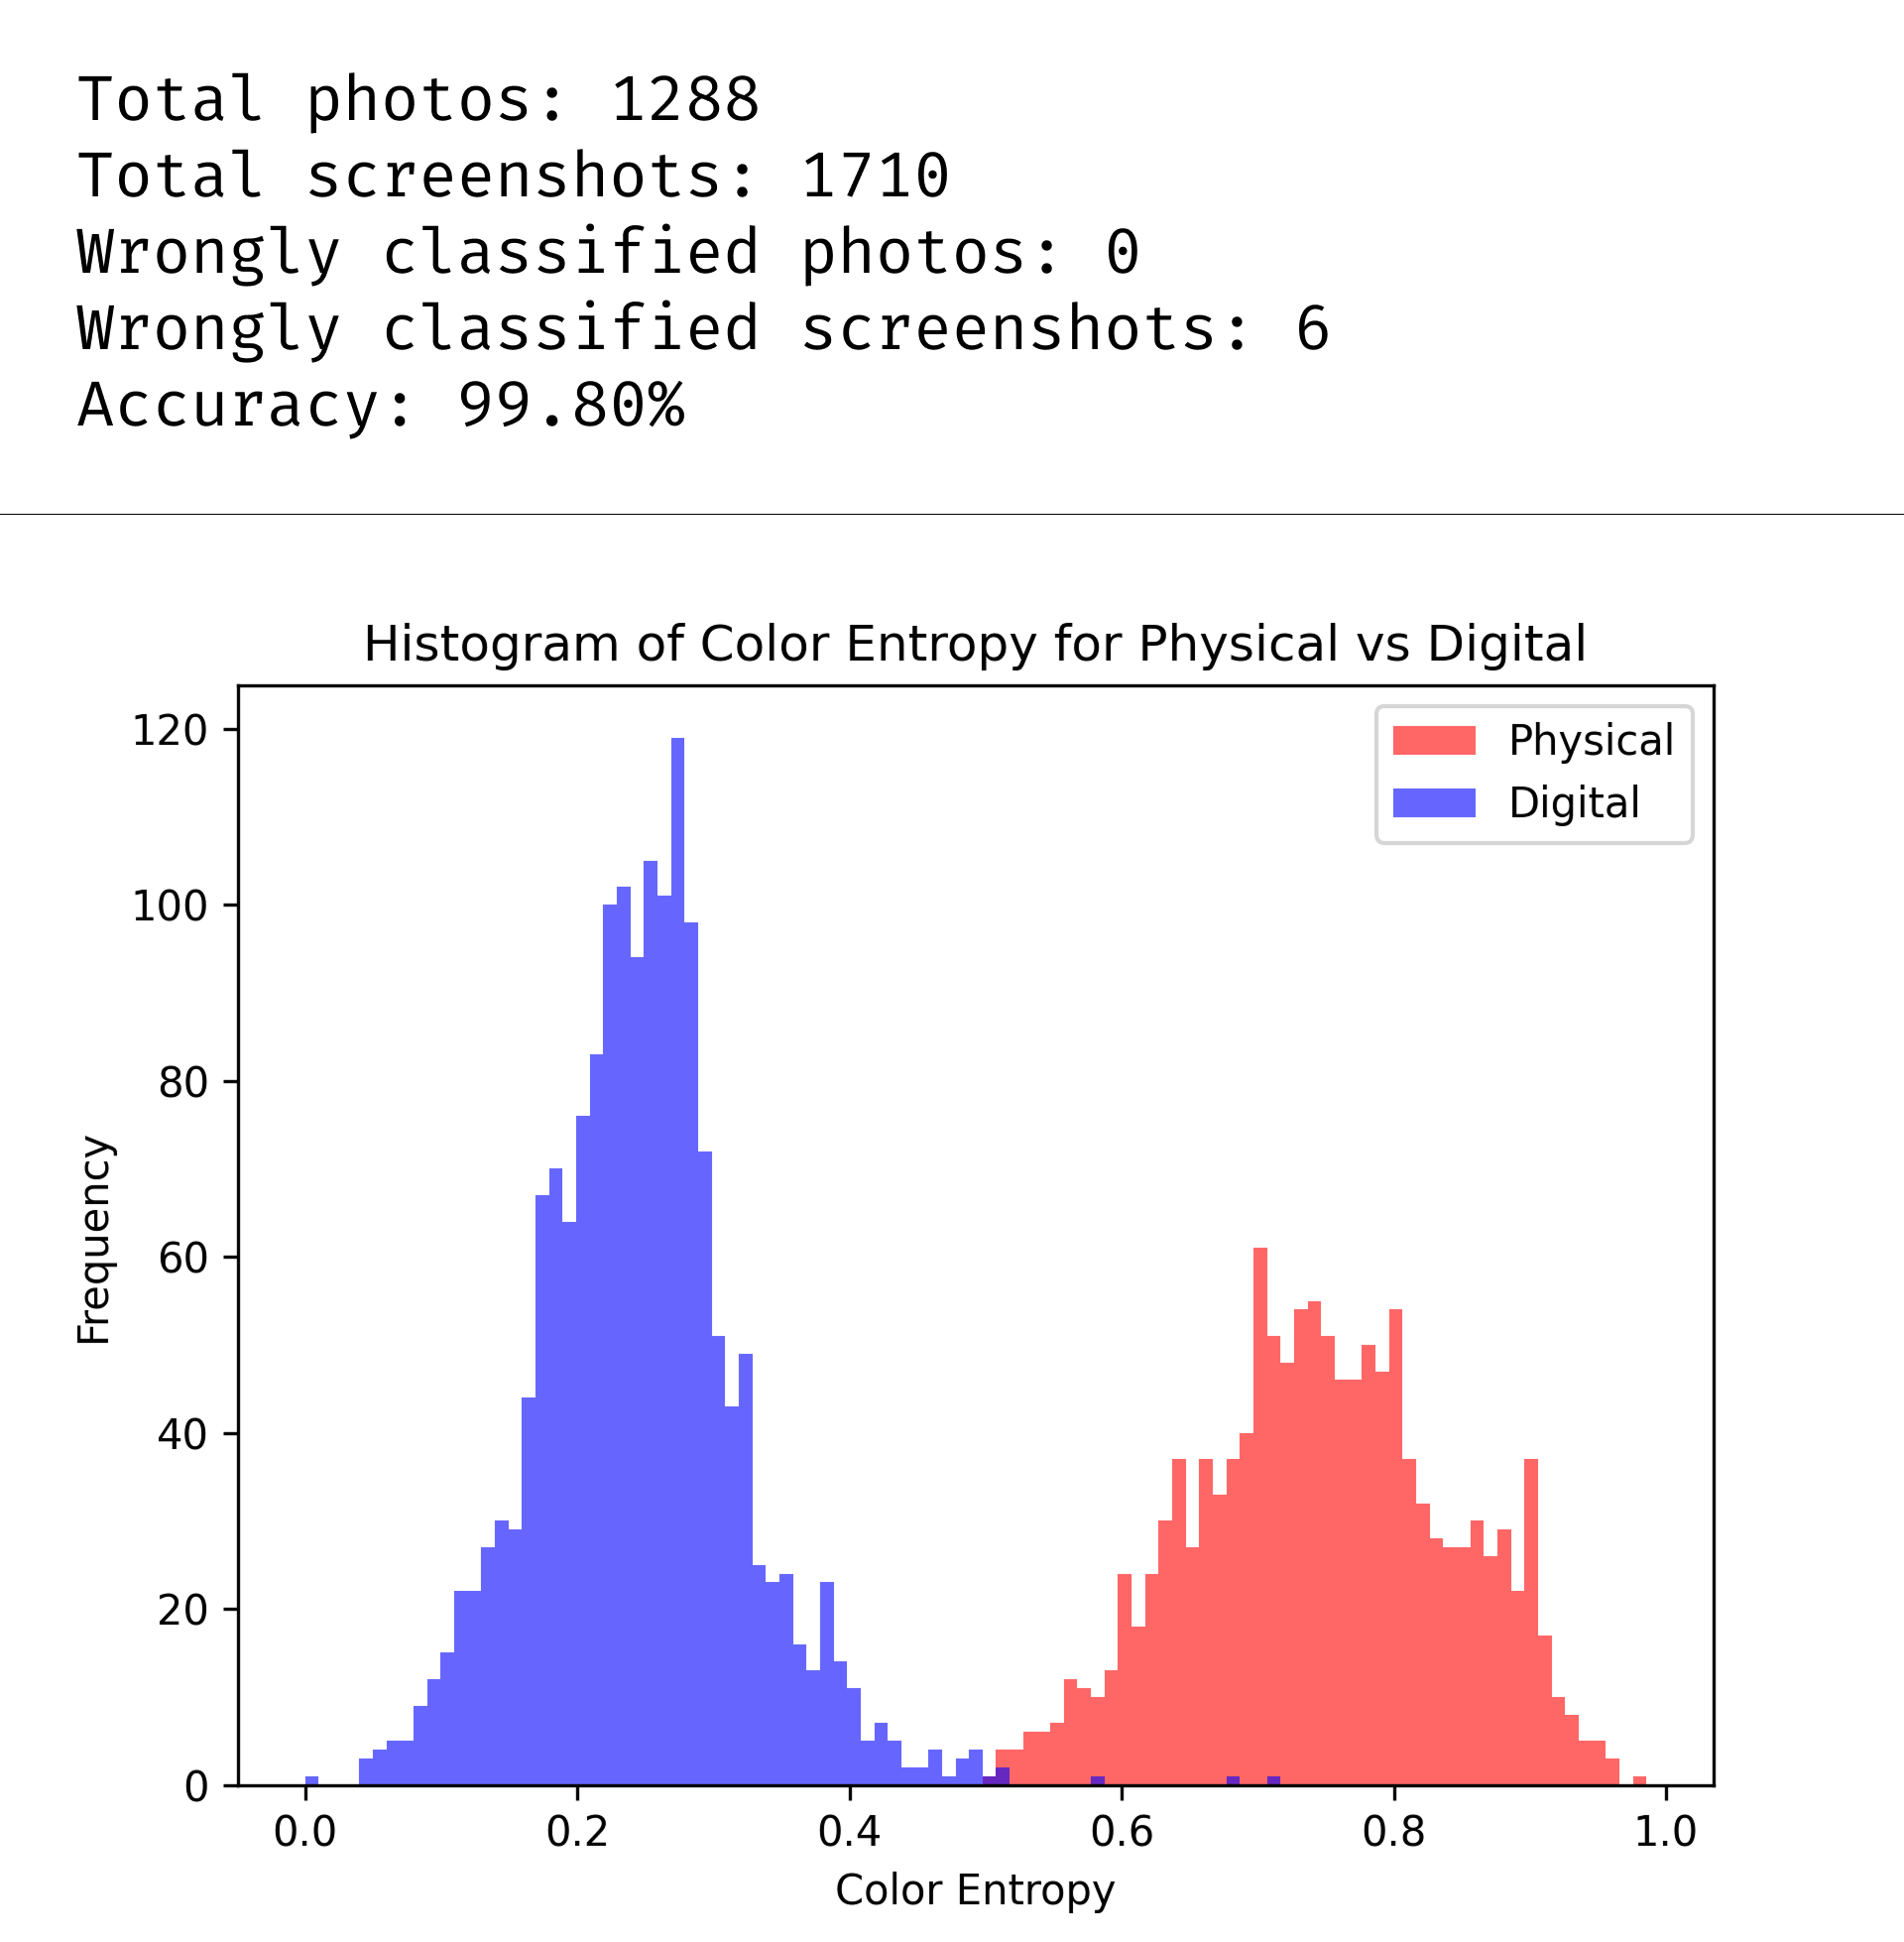 Total photos: 1288
Total screenshots: 1710
Wrongly classified photos: 0
Wrongly classified screenshots: 6
Accuracy: 99.80%
Histogram of Color Entropy for Physical vs Digital
Physical
Digital
120
100
80
60
40
20
0
Frequency
0.0 0.2 0.4 0.6 0.8 1.0
Color Entropy